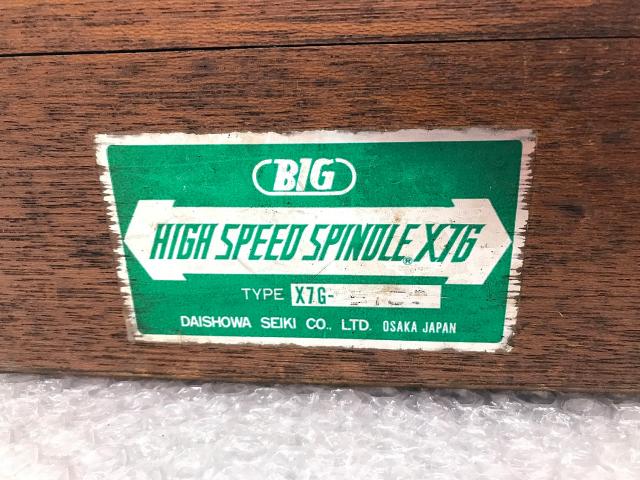 BIG
HIGH SPEED SPINDLE® X7G
TYPE X7G-
DAISHOWA SEIKI CO., LTD. OSAKA JAPAN